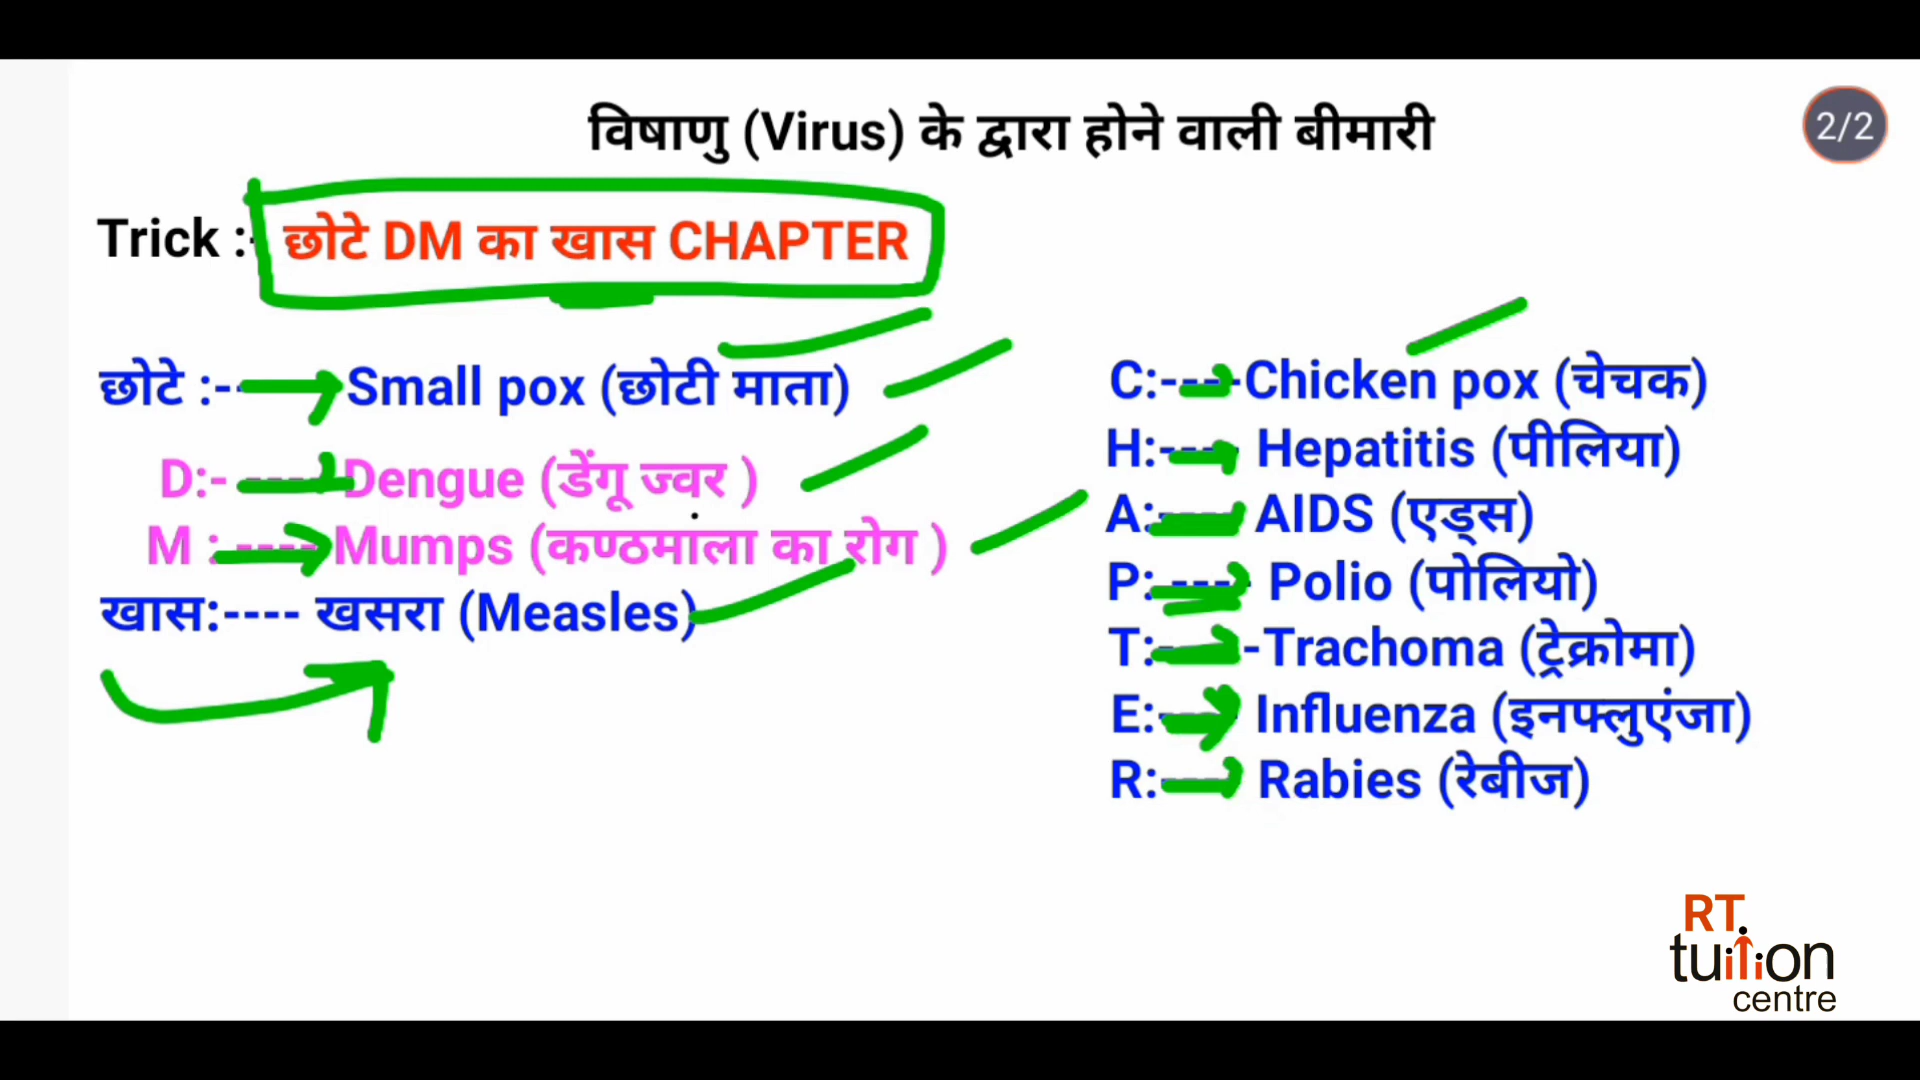 विषाणु (Virus) के द्वारा होने वाली बीमारी
2/2
Trick :- छोटे DM का खास CHAPTER
छोटे :-- Small pox (छोटी माता)
D:- ---- Dengue (डेंगू ज्वर )
M : ---- Mumps (कण्ठमाला का रोग )
खास:---- खसरा (Measles)
C:----Chicken pox (चेचक)
H:---- Hepatitis (पीलिया)
A:---- AIDS (एड्स)
P: ---- Polio (पोलियो)
T:----Trachoma (ट्रेक्रोमा)
E:---- Influenza (इनफ्लुएंजा)
R:---- Rabies (रेबीज)
RT
tuition
centre